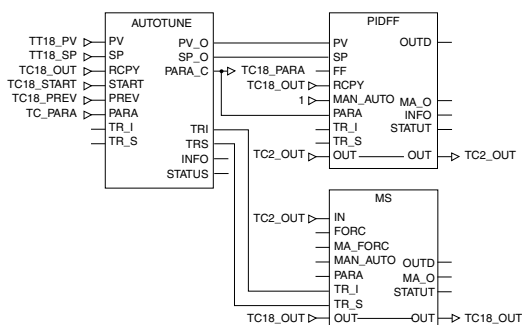 AUTOTUNE
TT18_PV PV PV_O
TT18_SP SP SP_O
TC18_OUT RCPY PARA_C
TC18_START START
TC18_PREV PREV
TC_PARA PARA
TR_I TRI
TR_S TRS
INFO
STATUS
PIDFF
PV OUTD
SP
TC18_PARA FF
TC18_OUT RCPY
1 MAN_AUTO MA_O
PARA INFO
TR_I STATUT
TR_S
TC2_OUT OUT OUT TC2_OUT
MS
TC2_OUT IN
FORC
MA_FORC
MAN_AUTO OUTD
PARA MA_O
TR_I STATUT
TR_S
TC18_OUT OUT OUT TC18_OUT